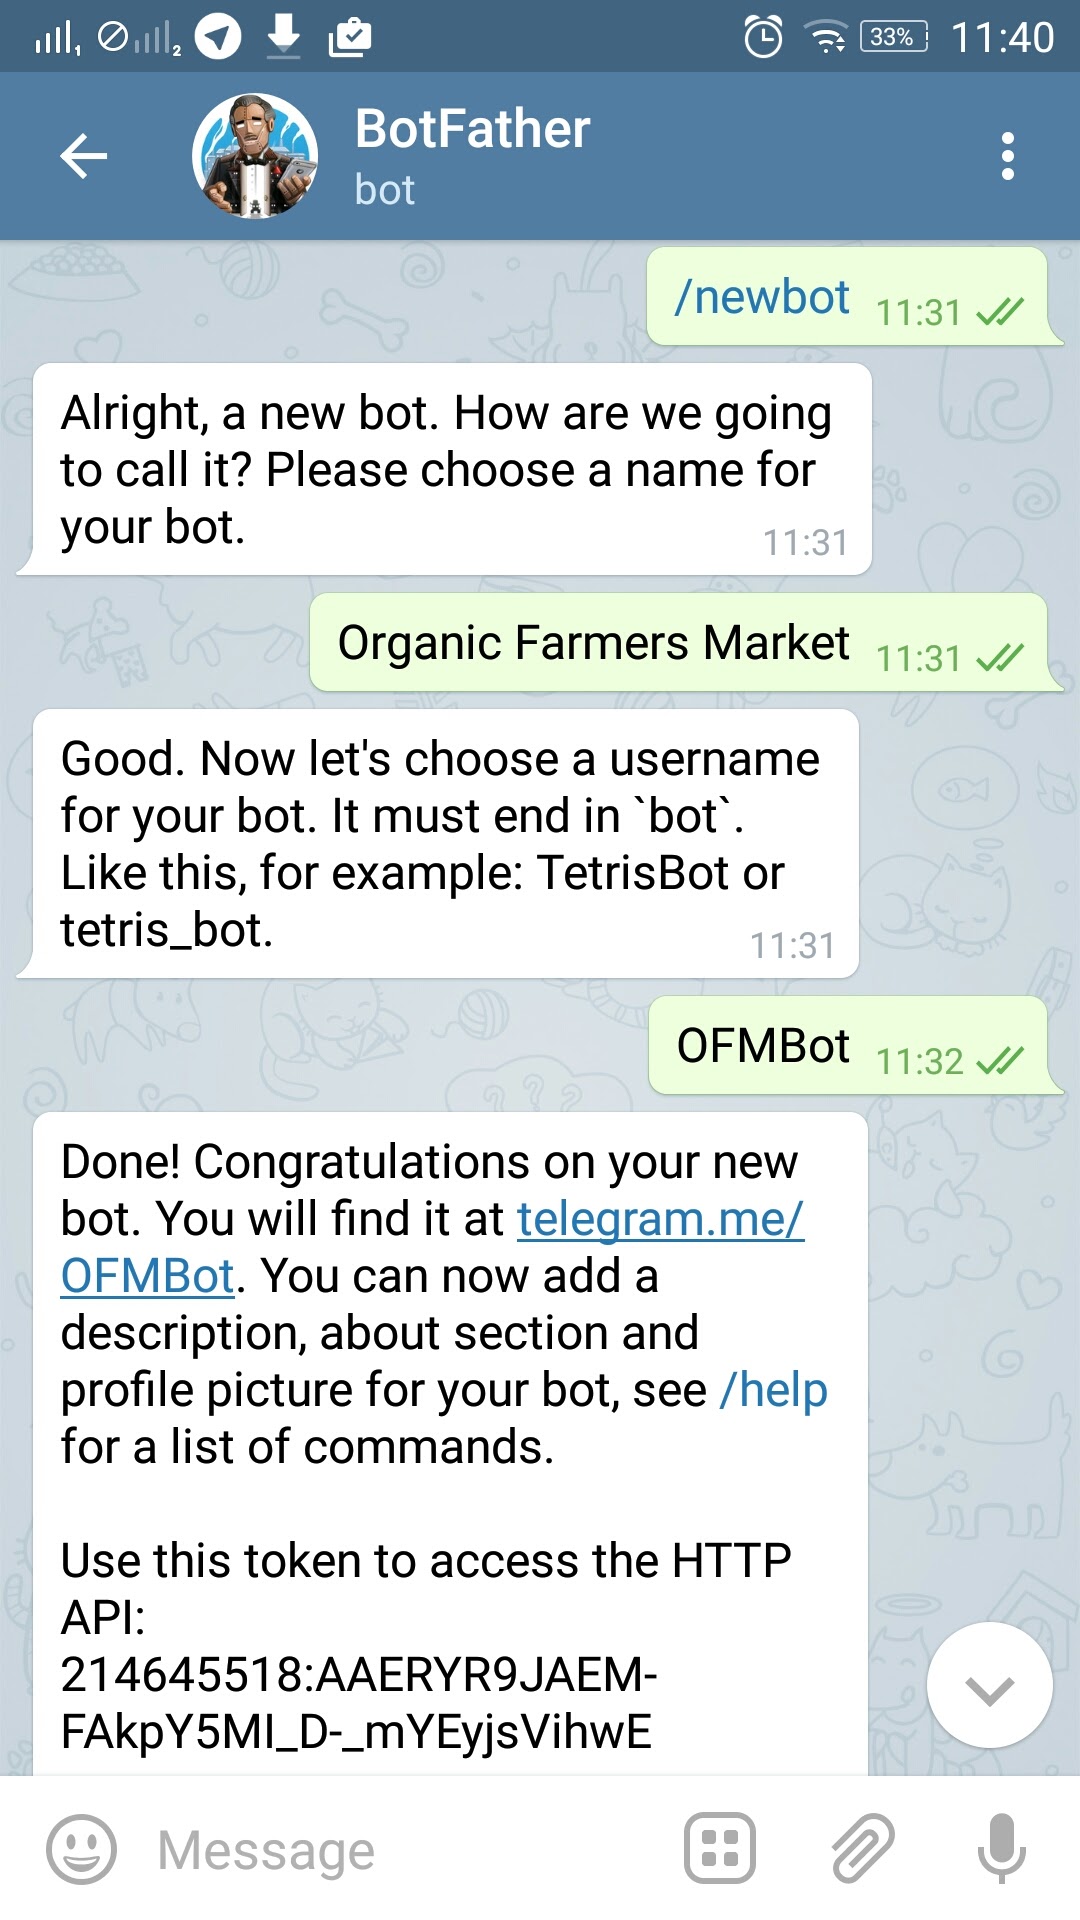 1 2 33% 11:40
BotFather
bot
/newbot 11:31
Alright, a new bot. How are we going
to call it? Please choose a name for
your bot. 11:31
Organic Farmers Market 11:31
Good. Now let's choose a username
for your bot. It must end in `bot`.
Like this, for example: TetrisBot or
tetris_bot. 11:31
OFMBot 11:32
Done! Congratulations on your new
bot. You will find it at telegram.me/
OFMBot. You can now add a
description, about section and
profile picture for your bot, see /help
for a list of commands.
Use this token to access the HTTP
API:
214645518:AAERYR9JAEM-
FAkpY5MI_D-_mYEyjsVihwE
Message